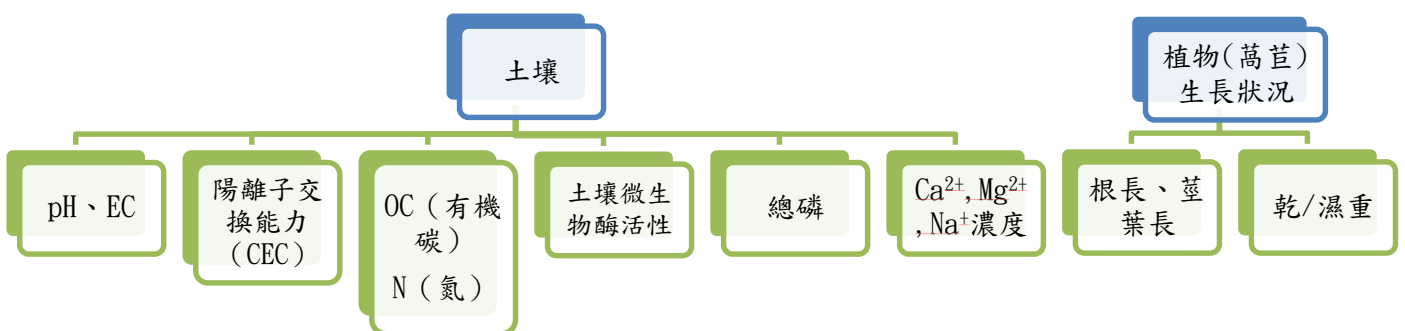 土壤
植物(萵苣)
生長狀況
pH、EC
陽離子交
換能力
(CEC)
OC（有機
碳）
N（氮）
土壤微生
物酶活性
總磷
Ca²⁺,Mg²⁺
,Na⁺濃度
根長、莖
葉長
乾/濕重